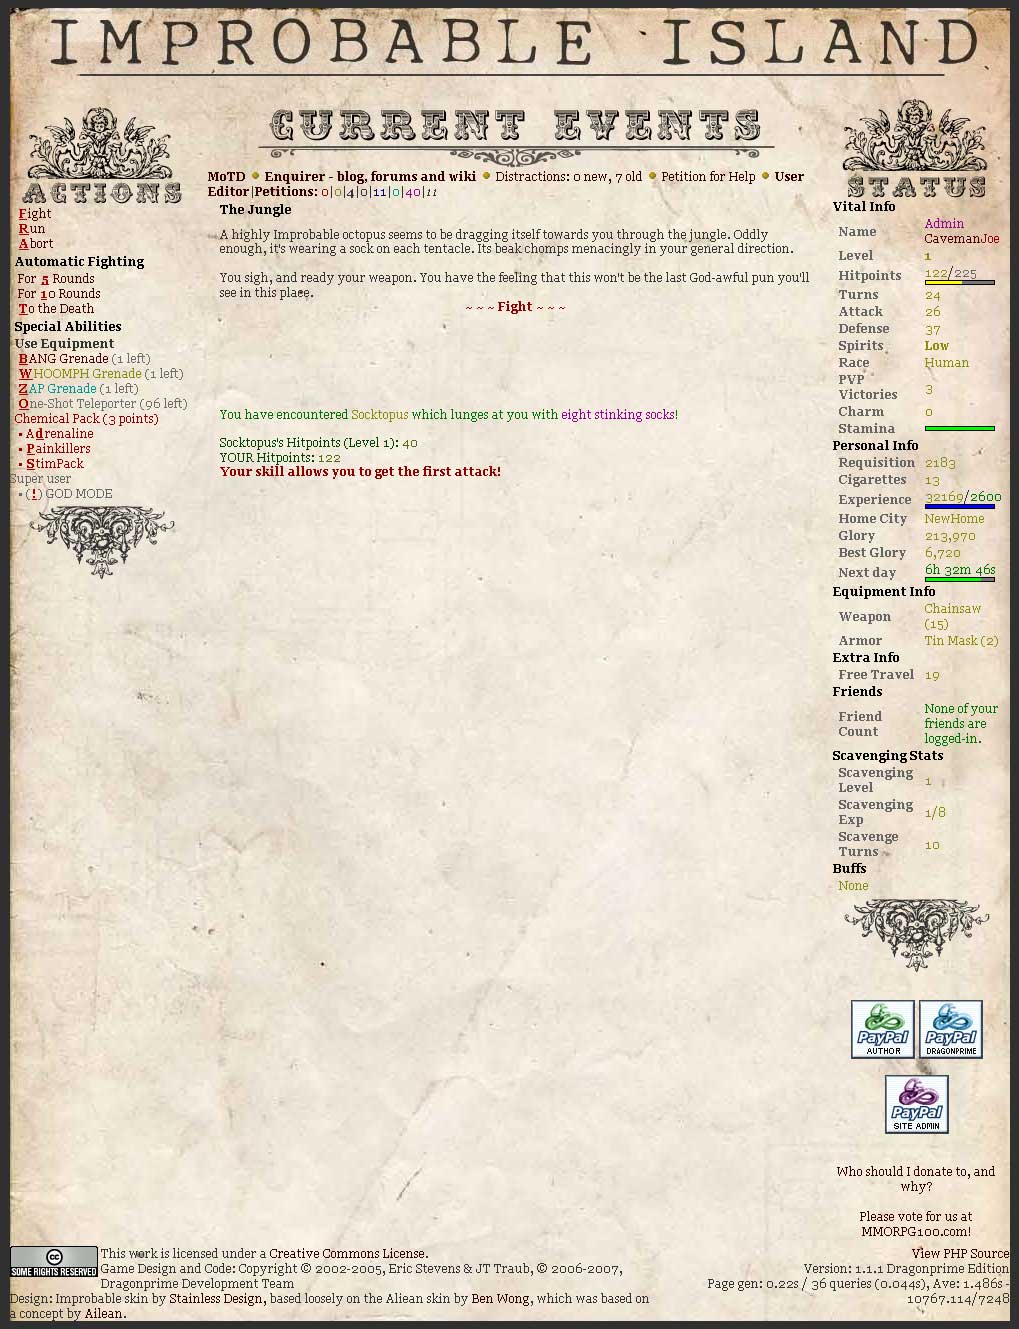 IMPROBABLE ISLAND
ACTIONS
Fight
Run
Abort
Automatic Fighting
For 5 Rounds
For 10 Rounds
To the Death
Special Abilities
Use Equipment
BANG Grenade (1 left)
WHOOMPH Grenade (1 left)
ZAP Grenade (1 left)
One-Shot Teleporter (96 left)
Chemical Pack (3 points)
• Adrenaline
• Painkillers
• StimPack
Super user
• (!) GOD MODE
CURRENT EVENTS
MoTD • Enquirer - blog, forums and wiki • Distractions: 0 new, 7 old • Petition for Help • User
Editor |Petitions: 0|0|4|0|11|0|40|11
The Jungle
A highly Improbable octopus seems to be dragging itself towards you through the jungle. Oddly
enough, it's wearing a sock on each tentacle. Its beak chomps menacingly in your general direction.
You sigh, and ready your weapon. You have the feeling that this won't be the last God-awful pun you'll
see in this place.
~ ~ ~ Fight ~ ~ ~
You have encountered Socktopus which lunges at you with eight stinking socks!
Socktopus's Hitpoints (Level 1): 40
YOUR Hitpoints: 122
Your skill allows you to get the first attack!
STATUS
Vital Info
Name Admin
CavemanJoe
Level 1
Hitpoints 122/225
Turns 24
Attack 26
Defense 37
Spirits Low
Race Human
PVP
Victories 3
Charm 0
Stamina
Personal Info
Requisition 2183
Cigarettes 13
Experience 32169/2600
Home City NewHome
Glory 213,970
Best Glory 6,720
Next day 6h 32m 46s
Equipment Info
Weapon Chainsaw
(15)
Armor Tin Mask (2)
Extra Info
Free Travel 19
Friends
Friend
Count
None of your
friends are
logged-in.
Scavenging Stats
Scavenging
Level 1
Scavenging
Exp 1/8
Scavenge
Turns 10
Buffs
None
PayPal
AUTHOR
PayPal
DRAGONPRIME
PayPal
SITE ADMIN
Who should I donate to, and
why?
Please vote for us at
MMORPG100.com!
cc
SOME RIGHTS RESERVED
This work is licensed under a Creative Commons License.
Game Design and Code: Copyright © 2002-2005, Eric Stevens & JT Traub, © 2006-2007,
Dragonprime Development Team
Design: Improbable skin by Stainless Design, based loosely on the Aliean skin by Ben Wong, which was based on
a concept by Ailean.
View PHP Source
Version: 1.1.1 Dragonprime Edition
Page gen: 0.22s / 36 queries (0.044s), Ave: 1.486s -
10767.114/7248